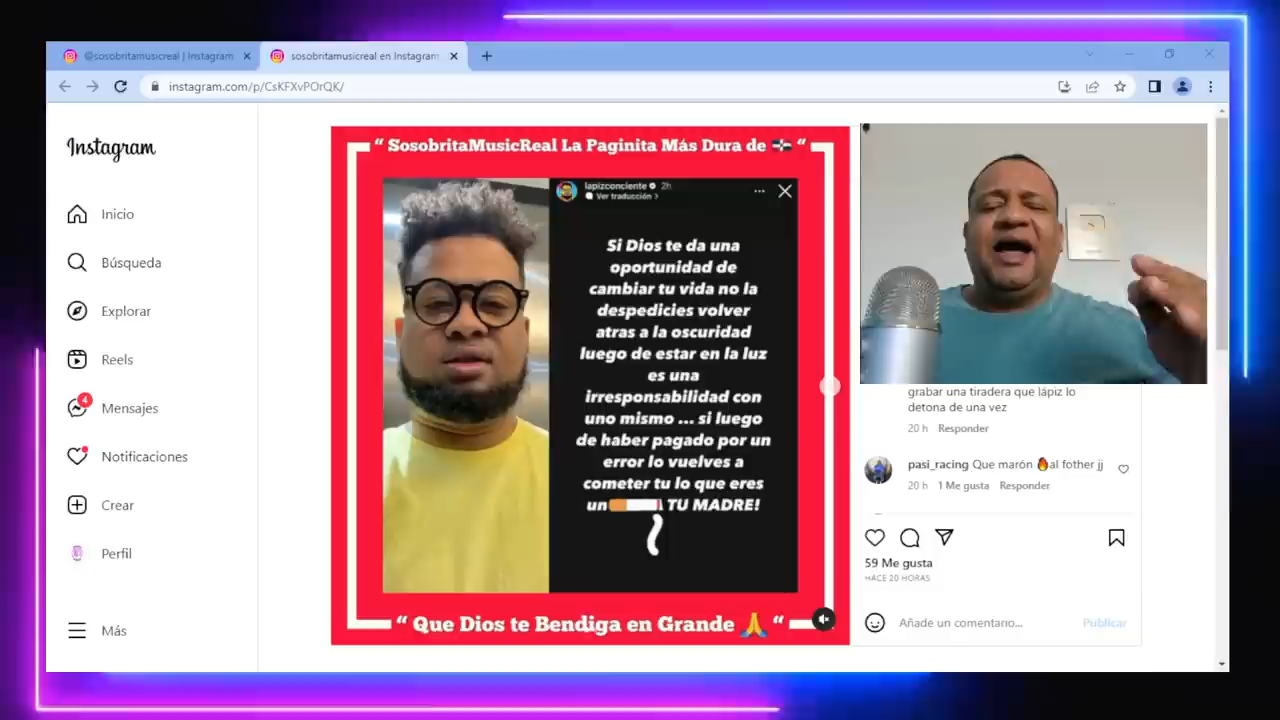 @sosobritamusicreal | Instagram
sosobritamusicreal en Instagram
instagram.com/p/CsKFXvPOrQK/
Instagram
Inicio
Búsqueda
Explorar
Reels
4
Mensajes
Notificaciones
Crear
Perfil
Más
“ SosobritaMusicReal La Paginita Más Dura de 🇩🇴 “
lapizconciente 2h
Ver traducción >
Si Dios te da una
oportunidad de
cambiar tu vida no la
despedicies volver
atras a la oscuridad
luego de estar en la luz
es una
irresponsabilidad con
uno mismo ... si luego
de haber pagado por un
error lo vuelves a
cometer tu lo que eres
un 🚬 TU MADRE!
“ Que Dios te Bendiga en Grande 🙏 “
grabar una tiradera que lápiz lo
detona de una vez
20 h Responder
pasi_racing Que marón 🔥al fother jj
20 h 1 Me gusta Responder
59 Me gusta
HACE 20 HORAS
Añade un comentario...
Publicar